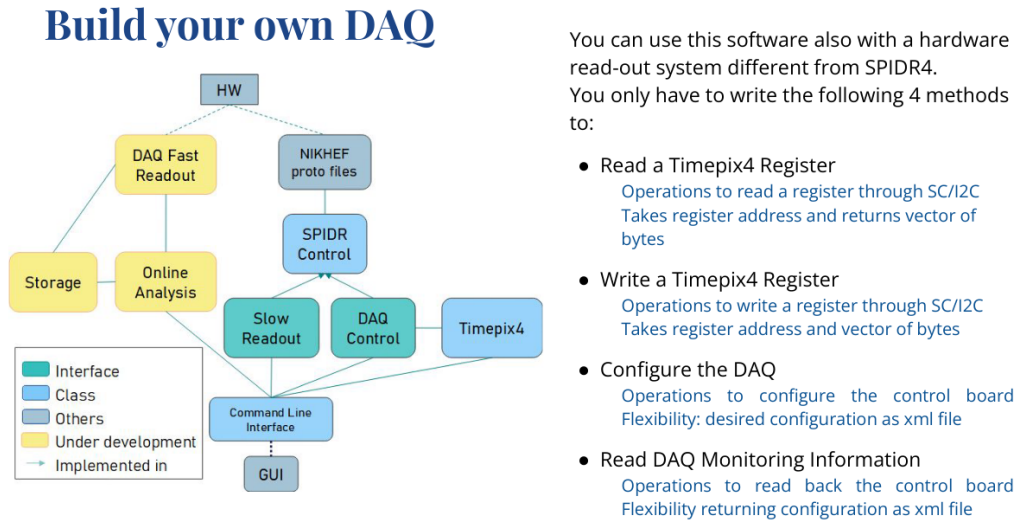 Build your own DAQ
HW
DAQ Fast
Readout
NIKHEF
proto files
SPIDR
Control
Storage
Online
Analysis
Slow
Readout
DAQ
Control
Timepix4
Interface
Class
Others
Under development
Implemented in
Command Line
Interface
GUI
You can use this software also with a hardware
read-out system different from SPIDR4.
You only have to write the following 4 methods
to:
● Read a Timepix4 Register
Operations to read a register through SC/I2C
Takes register address and returns vector of
bytes
● Write a Timepix4 Register
Operations to write a register through SC/I2C
Takes register address and vector of bytes
● Configure the DAQ
Operations to configure the control board
Flexibility: desired configuration as xml file
● Read DAQ Monitoring Information
Operations to read back the control board
Flexibility returning configuration as xml file